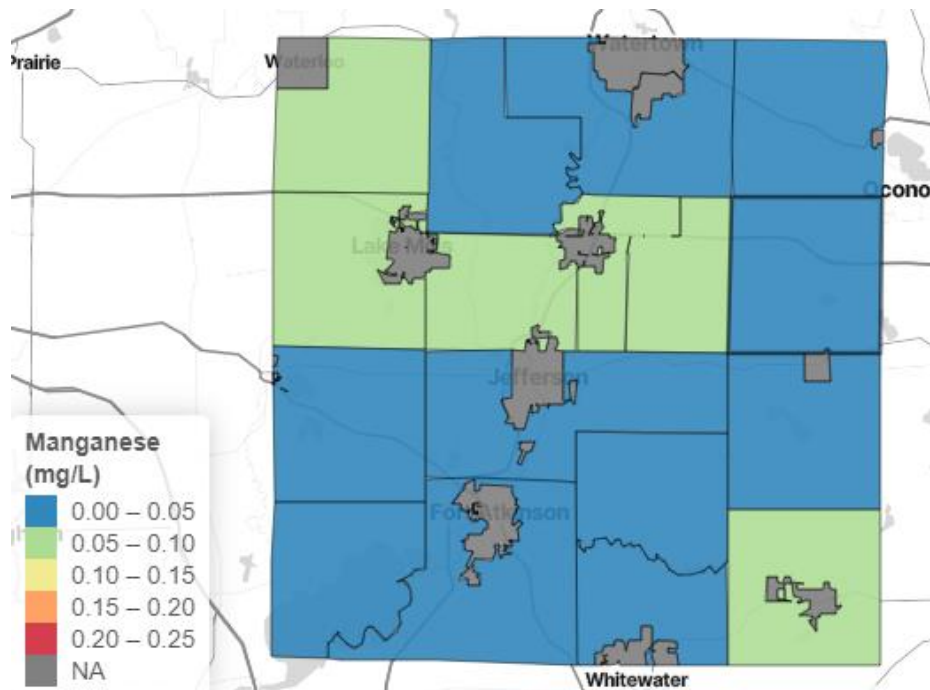 Watertown
Prairie
Waterloo
Ocono
Lake Mills
Jefferson
Manganese
(mg/L)
0.00 – 0.05
0.05 – 0.10
0.10 – 0.15
0.15 – 0.20
0.20 – 0.25
NA
Fort Atkinson
Whitewater